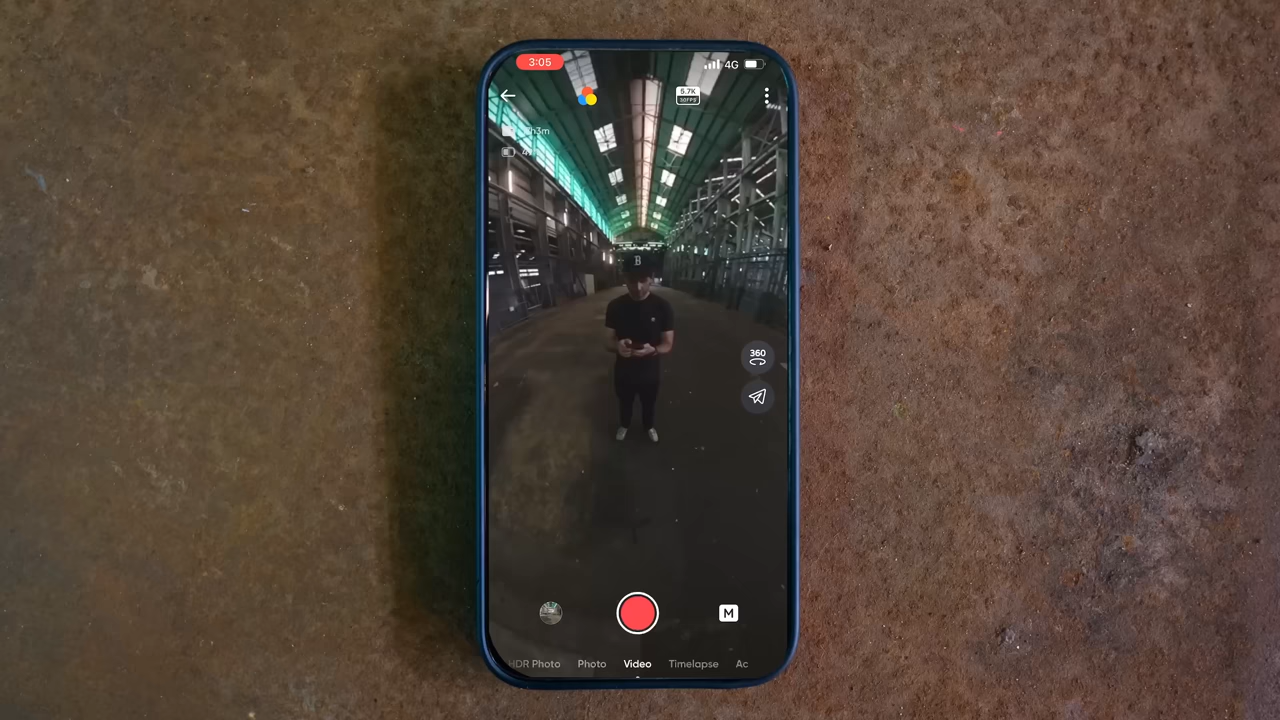 3:05
4G
5.7K
30FPS
B
360
M
HDR Photo
Photo
Video
Timelapse
Ac